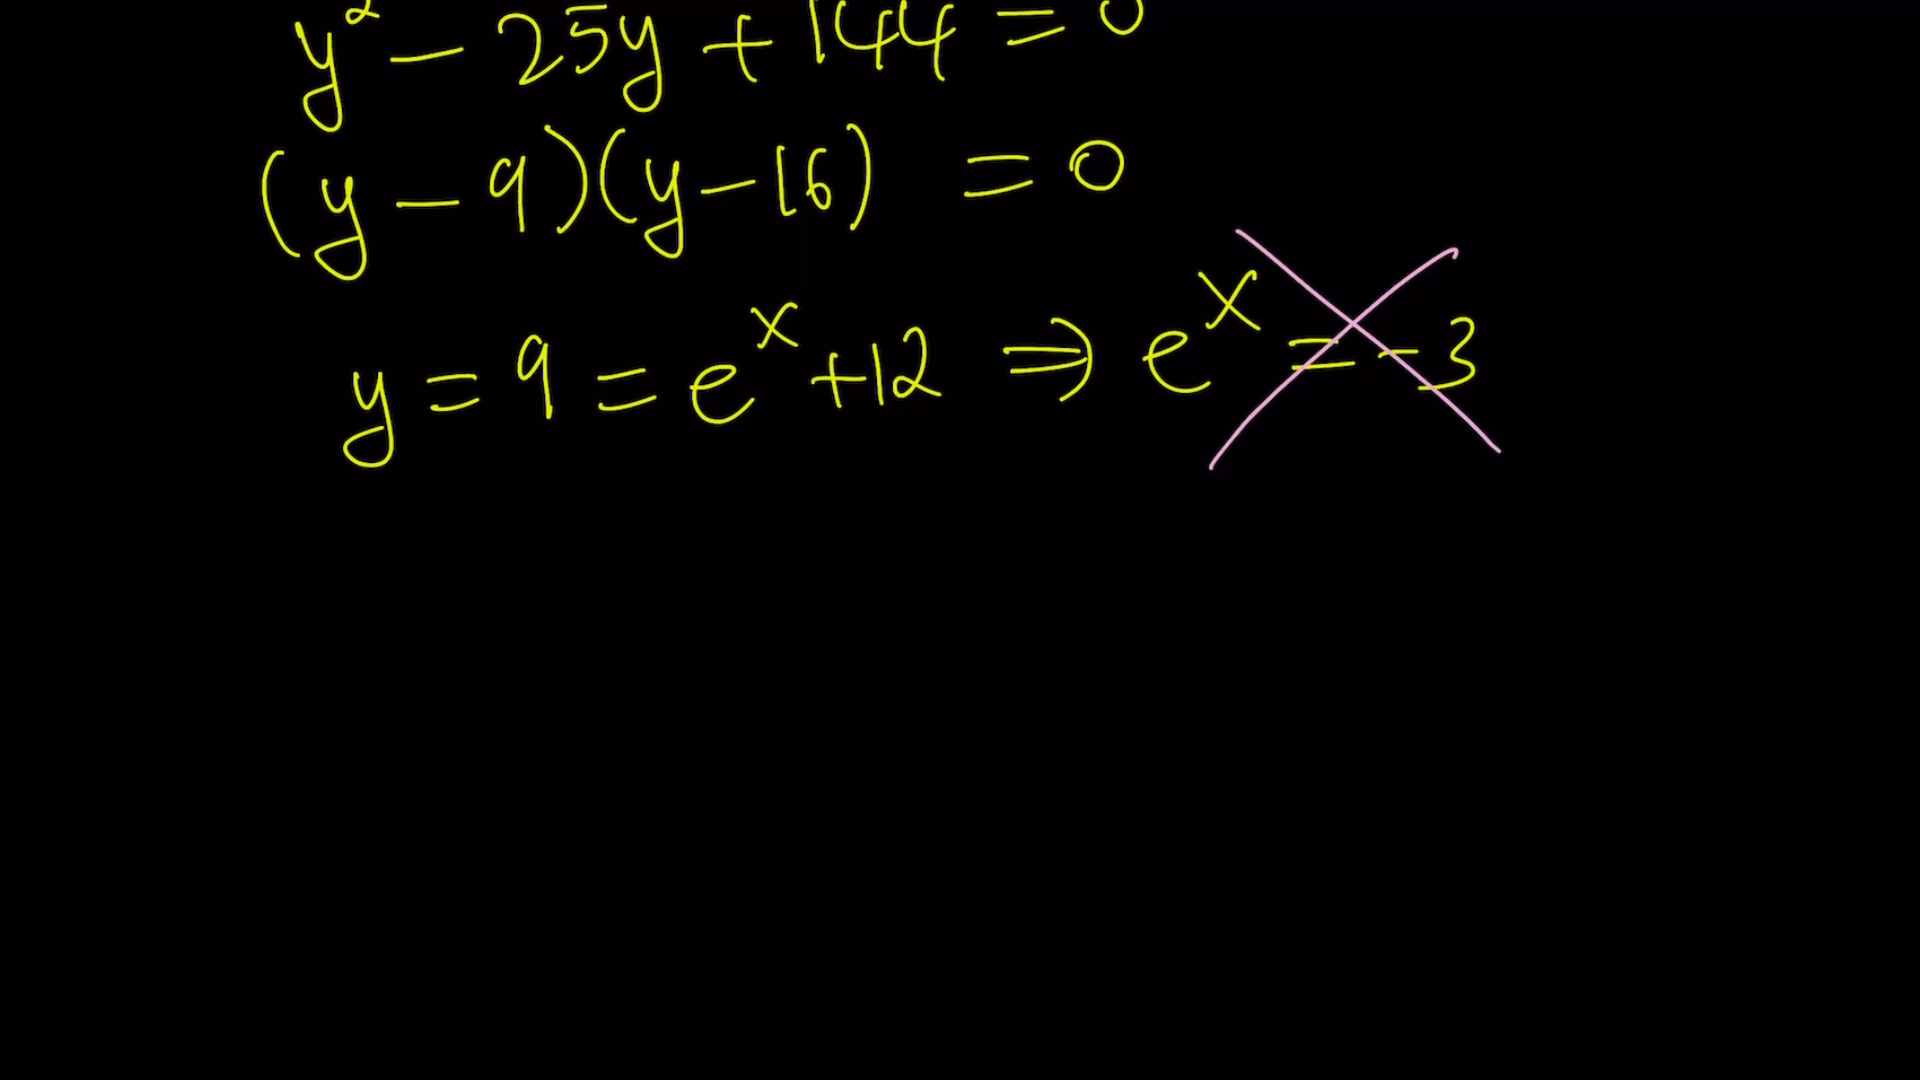 y² - 25y + 144 = 0
(y - 9)(y - 16) = 0
y = 9 = eˣ + 12 ⇒ eˣ = -3